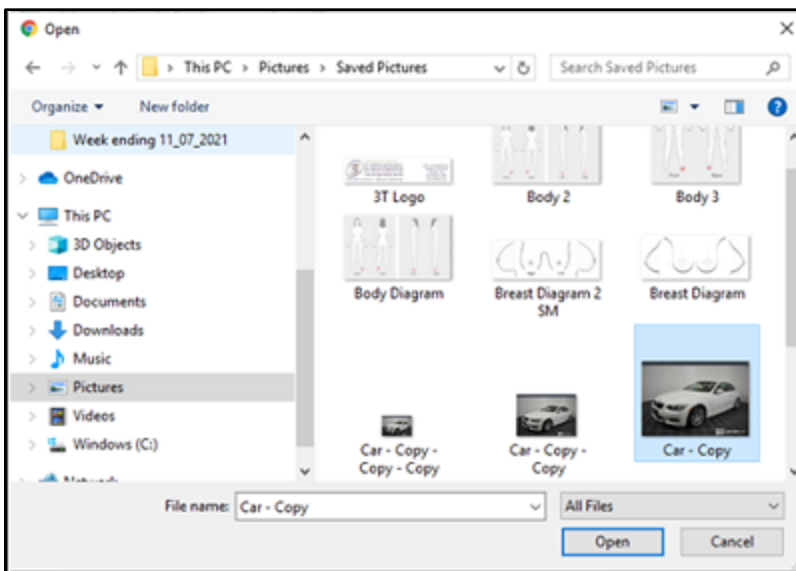 Open
This PC > Pictures > Saved Pictures
Search Saved Pictures
Organize
New folder
Week ending 11_07_2021
OneDrive
This PC
3D Objects
Desktop
Documents
Downloads
Music
Pictures
Videos
Windows (C:)
3T Logo
Body 2
Body 3
Body Diagram
Breast Diagram 2
SM
Breast Diagram
Car - Copy -
Copy - Copy
Car - Copy -
Copy
Car - Copy
File name:
Car - Copy
All Files
Open
Cancel